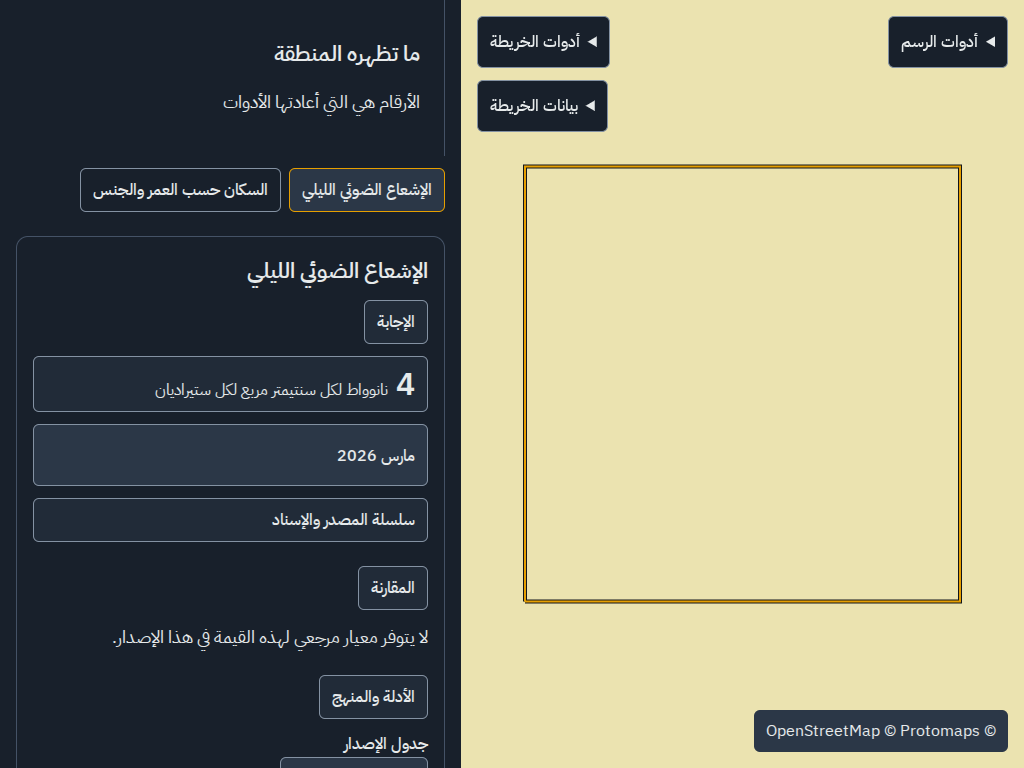 ما تظهره المنطقة
الأرقام هي التي أعادتها الأدوات
الإشعاع الضوئي الليلي
السكان حسب العمر والجنس
الإشعاع الضوئي الليلي
الإجابة
4 نانوواط لكل سنتيمتر مربع لكل ستيراديان
مارس 2026
سلسلة المصدر والإسناد
المقارنة
لا يتوفر معيار مرجعي لهذه القيمة في هذا الإصدار.
الأدلة والمنهج
جدول الإصدار
أدوات الرسم
أدوات الخريطة
بيانات الخريطة
OpenStreetMap © Protomaps ©